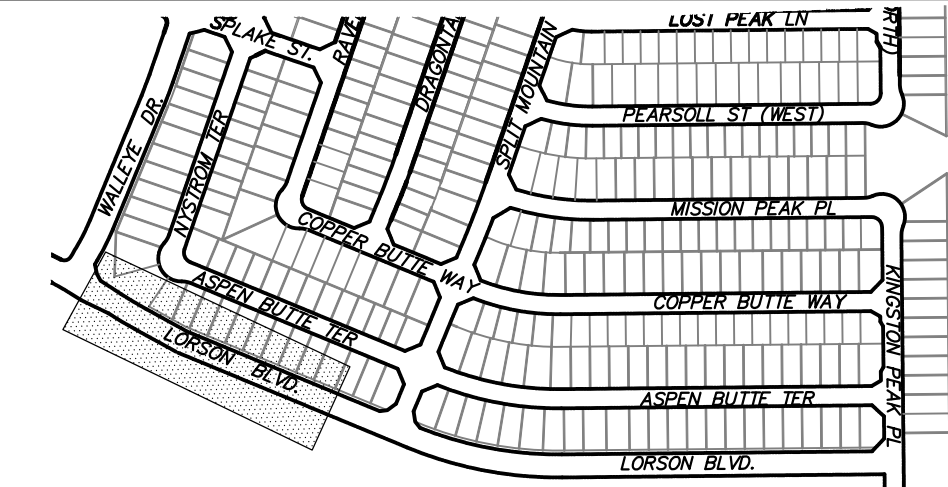 LOST PEAK LN
SPLAKE ST.
SPLIT MOUNTAIN
PEARSOLL ST (WEST)
WALLEYE DR.
NYSTROM TER
MISSION PEAK PL
COPPER BUTTE WAY
COPPER BUTTE WAY
KINGSTON PEAK PL
ASPEN BUTTE TER
ASPEN BUTTE TER
LORSON BLVD.
LORSON BLVD.